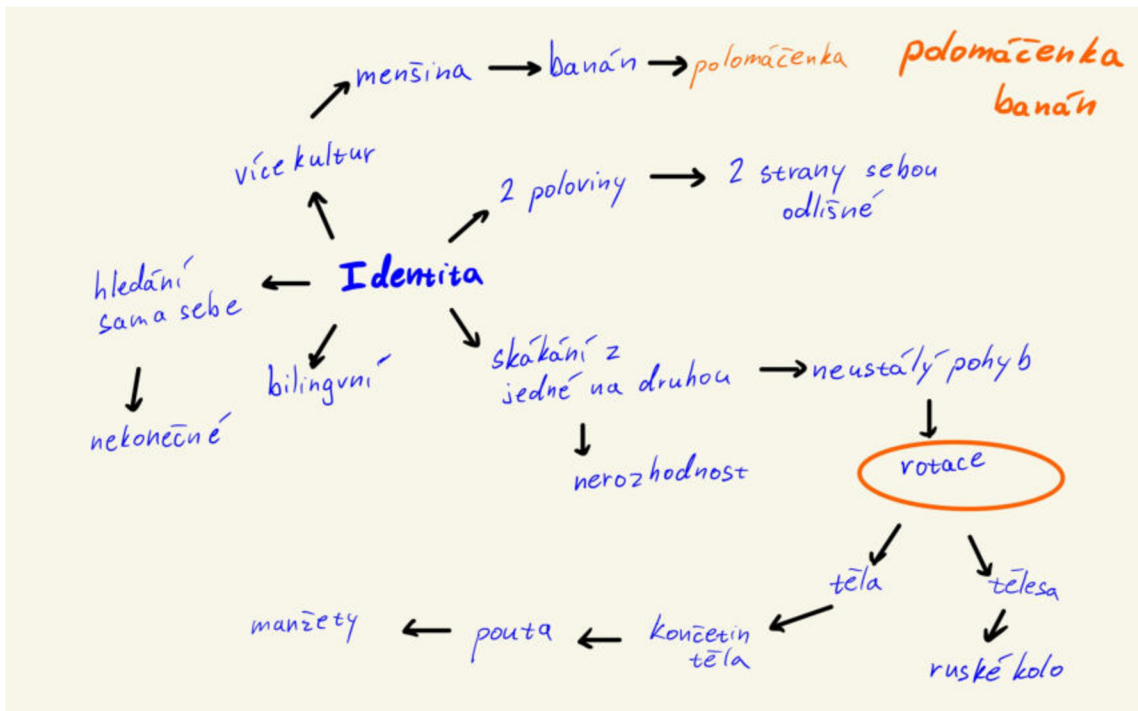 menšina
banán
polomáčenka
polomáčenka
banán
více kultur
2 poloviny
2 strany sebou
odlišné
Identita
hledání
sama sebe
nekonečné
bilingvní
skákání z
jedné na druhou
neustálý pohyb
nerozhodnost
rotace
těla
tělesa
končetin
těla
pouta
manžety
ruské kolo